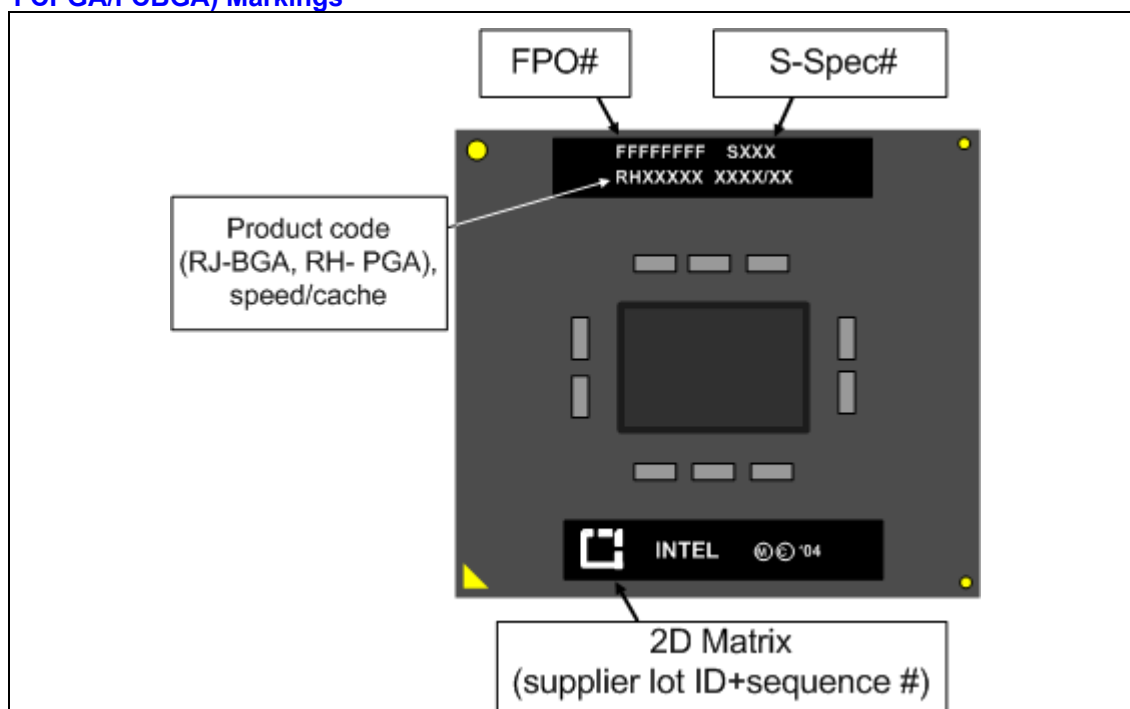 FCPGA/FCBGA) Markings
FPO#
S-Spec#
FFFFFFFF SXXX
RHXXXXX XXXX/XX
Product code
(RJ-BGA, RH- PGA),
speed/cache
INTEL Ⓜ Ⓒ '04
2D Matrix
(supplier lot ID+sequence #)